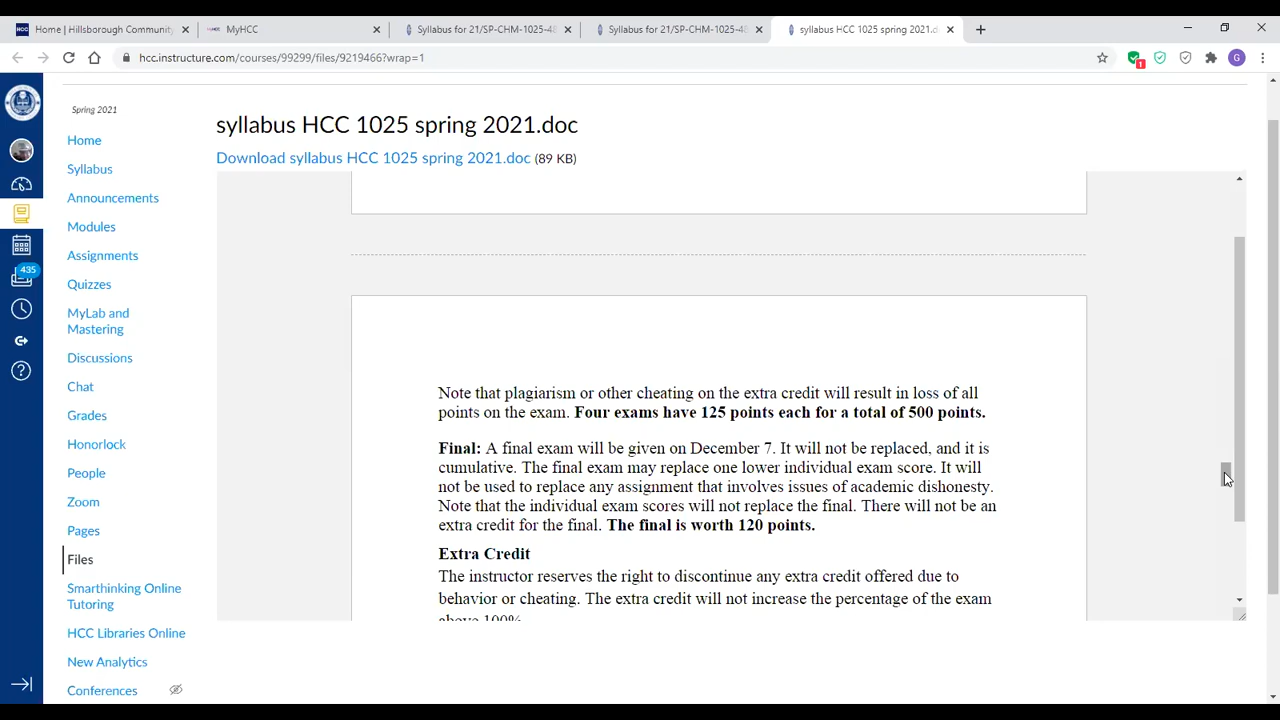 Home | Hillsborough Community
MyHCC
Syllabus for 21/SP-CHM-1025-48
Syllabus for 21/SP-CHM-1025-48
syllabus HCC 1025 spring 2021.d
hcc.instructure.com/courses/99299/files/9219466?wrap=1
1
G
Spring 2021
Home
Syllabus
Announcements
Modules
Assignments
Quizzes
MyLab and
Mastering
Discussions
Chat
Grades
Honorlock
People
Zoom
Pages
Files
Smarthinking Online
Tutoring
HCC Libraries Online
New Analytics
Conferences
435
syllabus HCC 1025 spring 2021.doc
Download syllabus HCC 1025 spring 2021.doc (89 KB)
Note that plagiarism or other cheating on the extra credit will result in loss of all
points on the exam. Four exams have 125 points each for a total of 500 points.
Final: A final exam will be given on December 7. It will not be replaced, and it is
cumulative. The final exam may replace one lower individual exam score. It will
not be used to replace any assignment that involves issues of academic dishonesty.
Note that the individual exam scores will not replace the final. There will not be an
extra credit for the final. The final is worth 120 points.
Extra Credit
The instructor reserves the right to discontinue any extra credit offered due to
behavior or cheating. The extra credit will not increase the percentage of the exam
above 100%